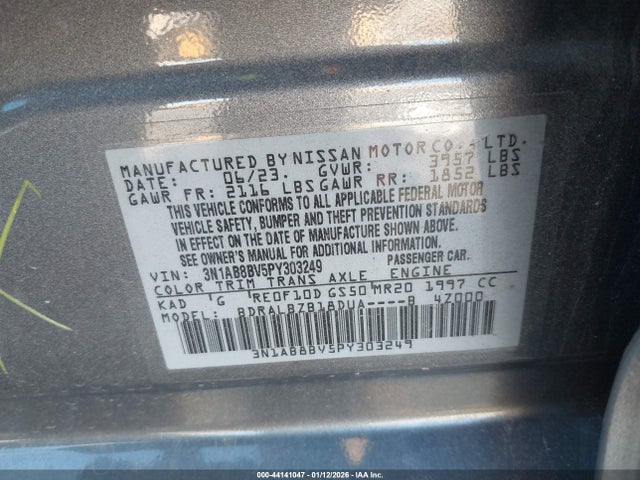 MANUFACTURED BY NISSAN MOTOR CO., LTD.
DATE: 06/23. GVWR: 3957 LBS
GAWR FR: 2116 LBS GAWR RR: 1852 LBS
THIS VEHICLE CONFORMS TO ALL APPLICABLE FEDERAL MOTOR
VEHICLE SAFETY, BUMPER AND THEFT PREVENTION STANDARDS
IN EFFECT ON THE DATE OF MANUFACTURE SHOWN ABOVE.
SEE OWNER'S MANUAL FOR ADDITIONAL INFORMATION.
VIN: 3N1AB8BV5PY303249 PASSENGER CAR.
COLOR TRIM TRANS AXLE ENGINE
KAD G RE0F10D GS50 MR20 1997 CC
MODEL: BDRALBZB18DUA----B 47000
3N1AB8BV5PY303249
000-44141047 - 01/12/2026 - IAA Inc.